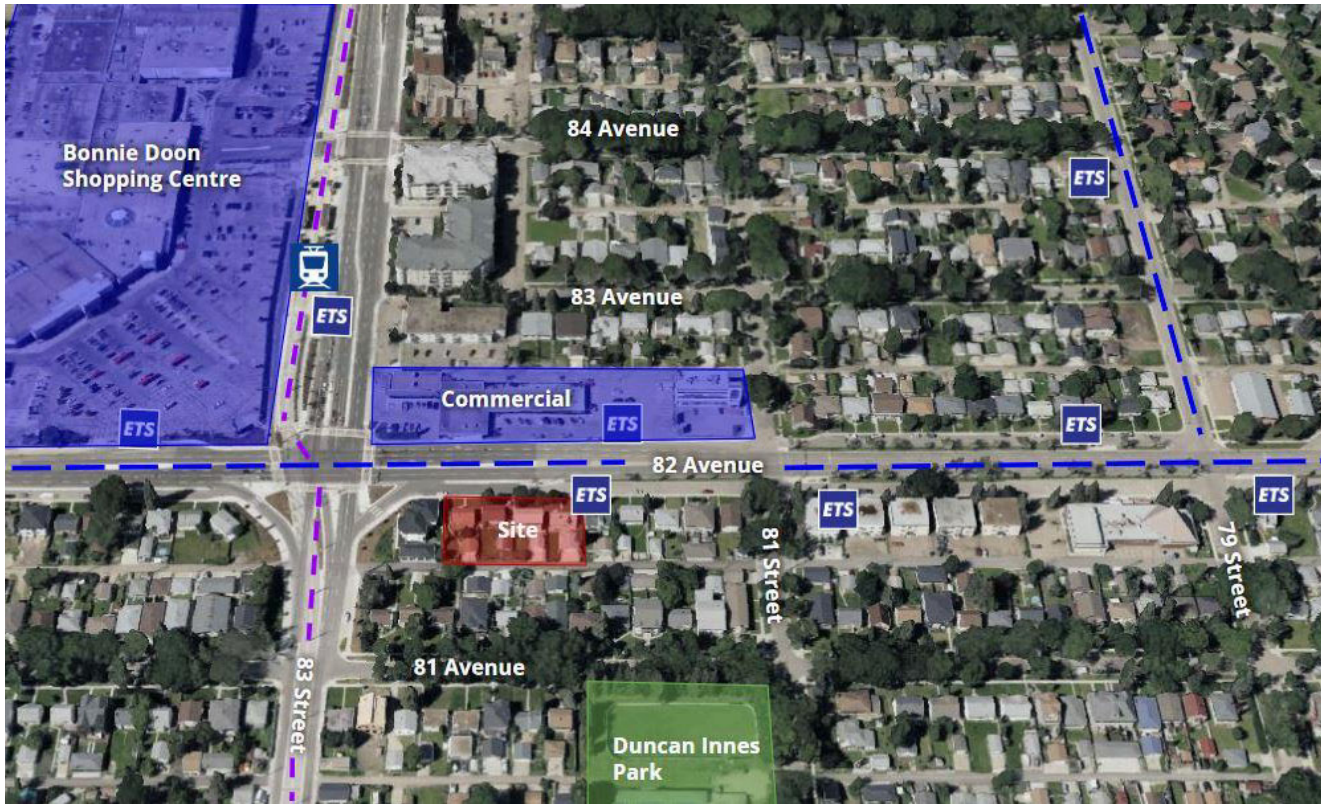 84 Avenue
Bonnie Doon
Shopping Centre
ETS
83 Avenue
ETS
Commercial
ETS
ETS
ETS
82 Avenue
ETS
ETS
ETS
Site
81 Street
79 Street
81 Avenue
83 Street
Duncan Innes
Park